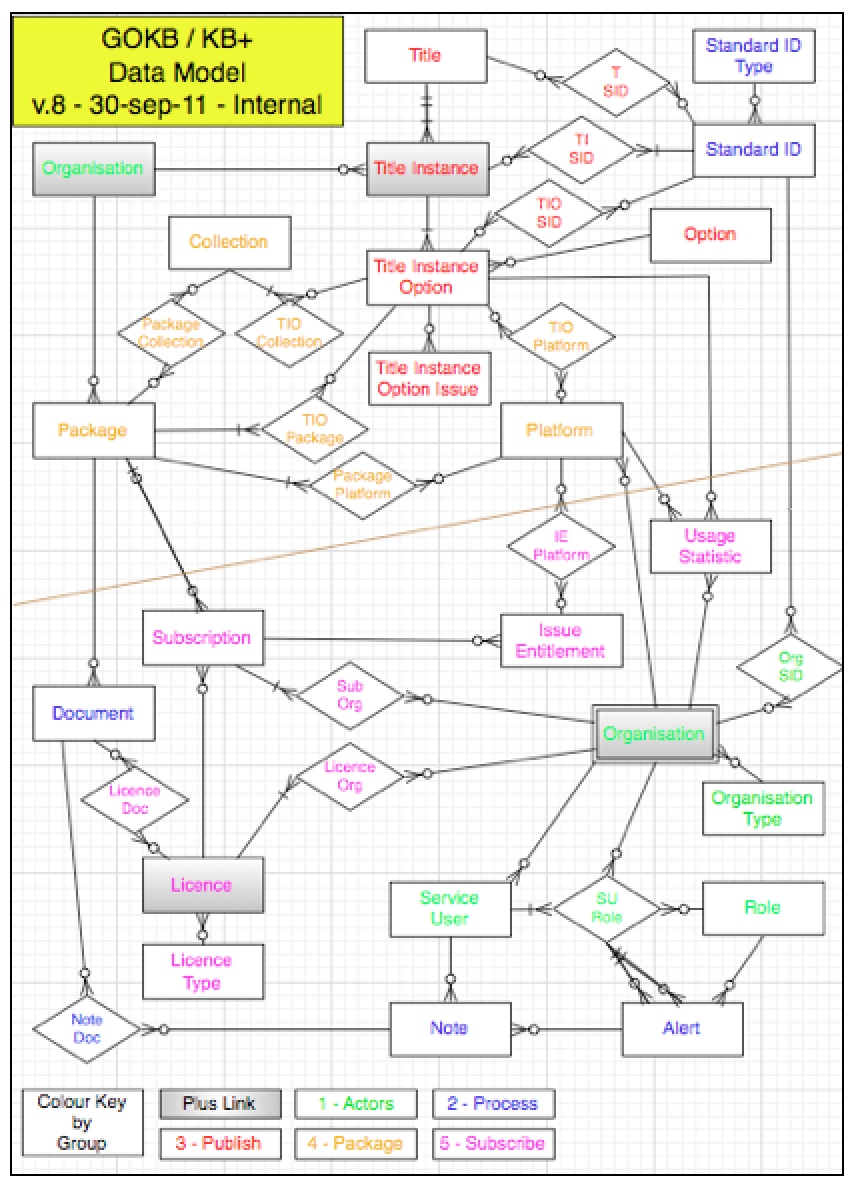 GOKB / KB+
Data Model
v.8 - 30-sep-11 - Internal
Title
T
SID
Standard ID
Type
Organisation
Title Instance
TI
SID
Standard ID
TIO
SID
Collection
Option
Title Instance
Option
Package
Collection
TIO
Collection
TIO
Platform
Title Instance
Option Issue
Package
TIO
Package
Platform
Package
Platform
IE
Platform
Usage
Statistic
Subscription
Issue
Entitlement
Org
SID
Sub
Org
Document
Organisation
Licence
Org
Licence
Doc
Organisation
Type
Licence
Service
User
SU
Role
Role
Licence
Type
Note
Doc
Note
Alert
Colour Key
by
Group
Plus Link
1 - Actors
2 - Process
3 - Publish
4 - Package
5 - Subscribe